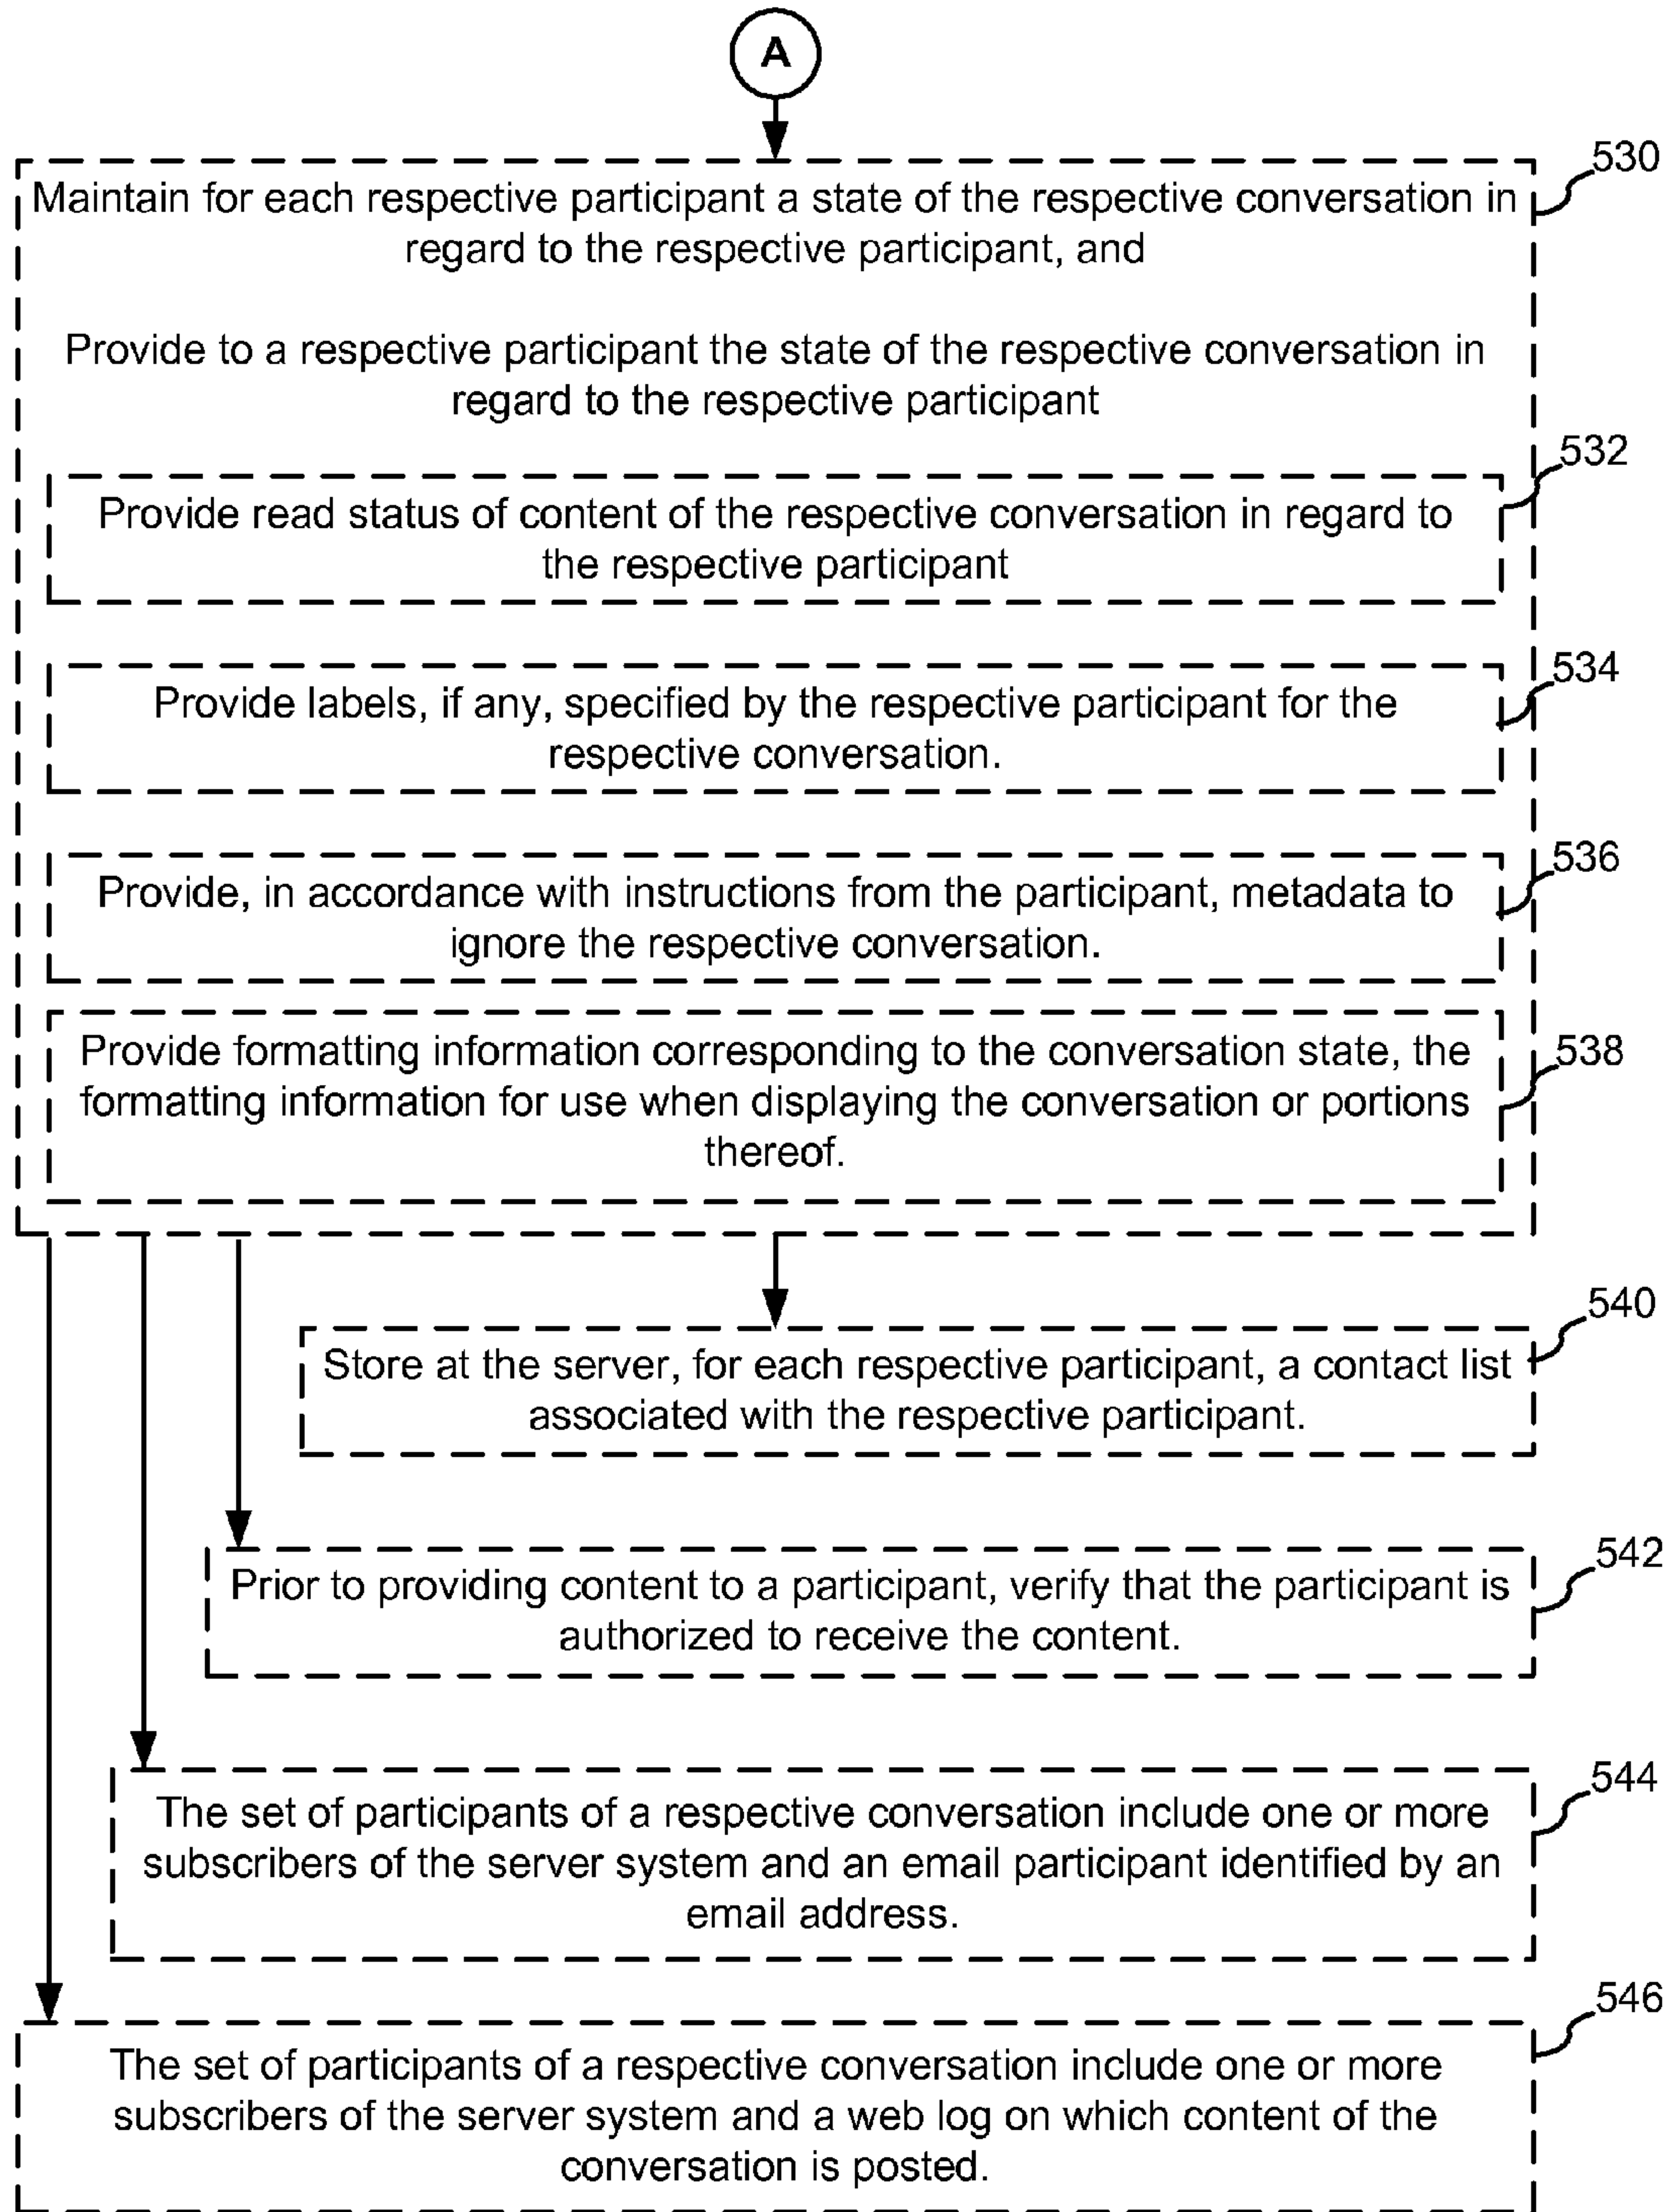 A
530
Maintain for each respective participant a state of the respective conversation in
regard to the respective participant, and
Provide to a respective participant the state of the respective conversation in
regard to the respective participant
532
Provide read status of content of the respective conversation in regard to
the respective participant
534
Provide labels, if any, specified by the respective participant for the
respective conversation.
536
Provide, in accordance with instructions from the participant, metadata to
ignore the respective conversation.
538
Provide formatting information corresponding to the conversation state, the
formatting information for use when displaying the conversation or portions
thereof.
540
Store at the server, for each respective participant, a contact list
associated with the respective participant.
542
Prior to providing content to a participant, verify that the participant is
authorized to receive the content.
544
The set of participants of a respective conversation include one or more
subscribers of the server system and an email participant identified by an
email address.
546
The set of participants of a respective conversation include one or more
subscribers of the server system and a web log on which content of the
conversation is posted.